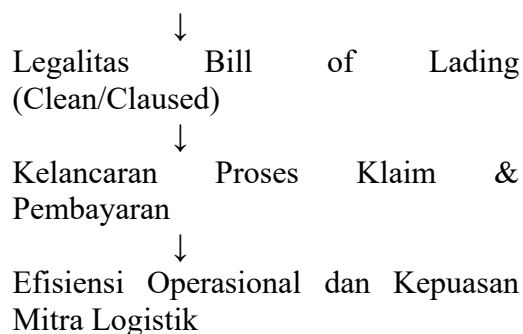 ↓
Legalitas Bill of Lading
(Clean/Claused)
↓
Kelancaran Proses Klaim &
Pembayaran
↓
Efisiensi Operasional dan Kepuasan
Mitra Logistik